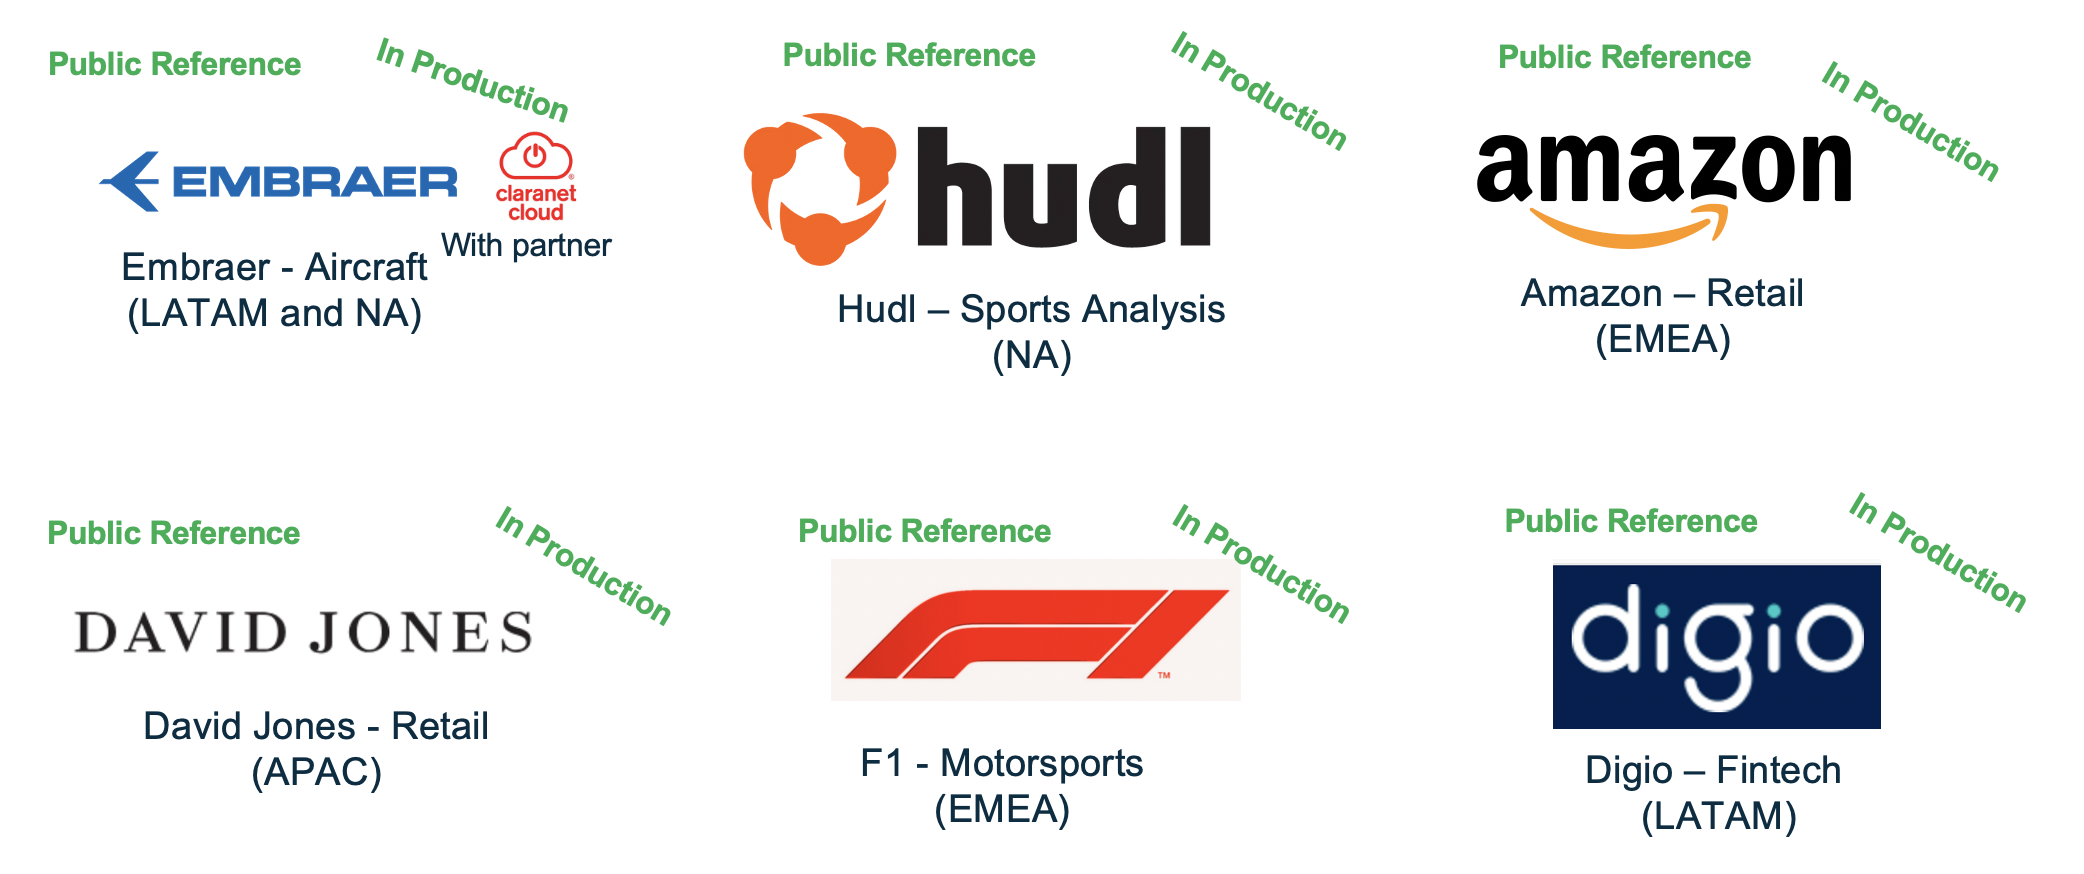 Public Reference
In Production
EMBRAER
claranet
cloud
With partner
Embraer - Aircraft
(LATAM and NA)
Public Reference
In Production
hudl
Hudl – Sports Analysis
(NA)
Public Reference
In Production
amazon
Amazon – Retail
(EMEA)
Public Reference
In Production
DAVID JONES
David Jones - Retail
(APAC)
Public Reference
In Production
F1
TM
F1 - Motorsports
(EMEA)
Public Reference
In Production
digio
Digio – Fintech
(LATAM)